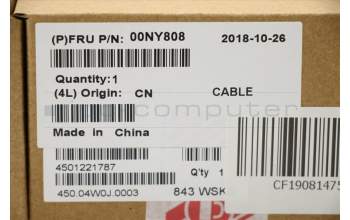 (P)FRU P/N: 00NY808 2018-10-26
Quantity:1
(4L) Origin: CN CABLE
Made in China
4501221787 Q'ty 1
450.04W0J.0003 843 WSK
CF1908147